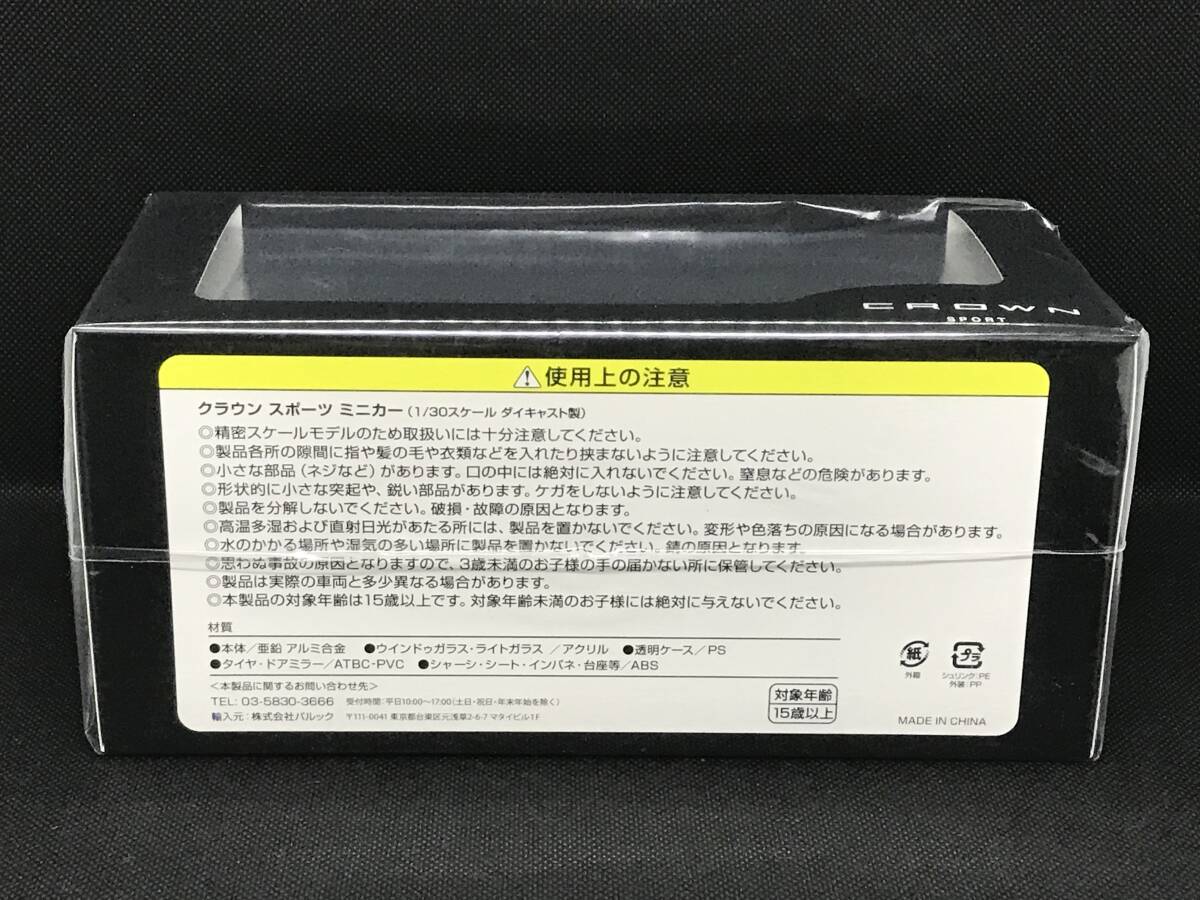 CROWN
SPORT
使用上の注意
クラウン スポーツ ミニカー(1/30スケール ダイキャスト製)
◎精密スケールモデルのため取扱いには十分注意してください。
◎製品各所の隙間に指や髪の毛や衣類などを入れたり挟まないように注意してください。
◎小さな部品(ネジなど)があります。口の中には絶対に入れないでください。窒息などの危険があります。
◎形状的に小さな突起や、鋭い部品があります。ケガをしないように注意してください。
◎製品を分解しないでください。破損・故障の原因となります。
◎高温多湿および直射日光があたる所には、製品を置かないでください。変形や色落ちの原因になる場合があります。
◎水のかかる場所や湿気の多い場所に製品を置かないでください。錆の原因となります。
◎思わぬ事故の原因となりますので、3歳未満のお子様の手の届かない所に保管してください。
◎製品は実際の車両と多少異なる場合があります。
◎本製品の対象年齢は15歳以上です。対象年齢未満のお子様には絶対に与えないでください。
材質
●本体/亜鉛 アルミ合金 ●ウインドゥガラス・ライトガラス /アクリル ●透明ケース/PS
●タイヤ・ドアミラー/ATBC-PVC ●シャーシ・シート・インパネ・台座等/ABS
<本製品に関するお問い合わせ先>
TEL: 03-5830-3666 受付時間:平日10:00〜17:00(土日・祝日・年末年始を除く)
輸入元:株式会社バルック 〒111-0041 東京都台東区元浅草2-6-7 マタイビル1F
対象年齢
15歳以上
紙
外箱
プラ
シュリンク:PE
外装:PP
MADE IN CHINA